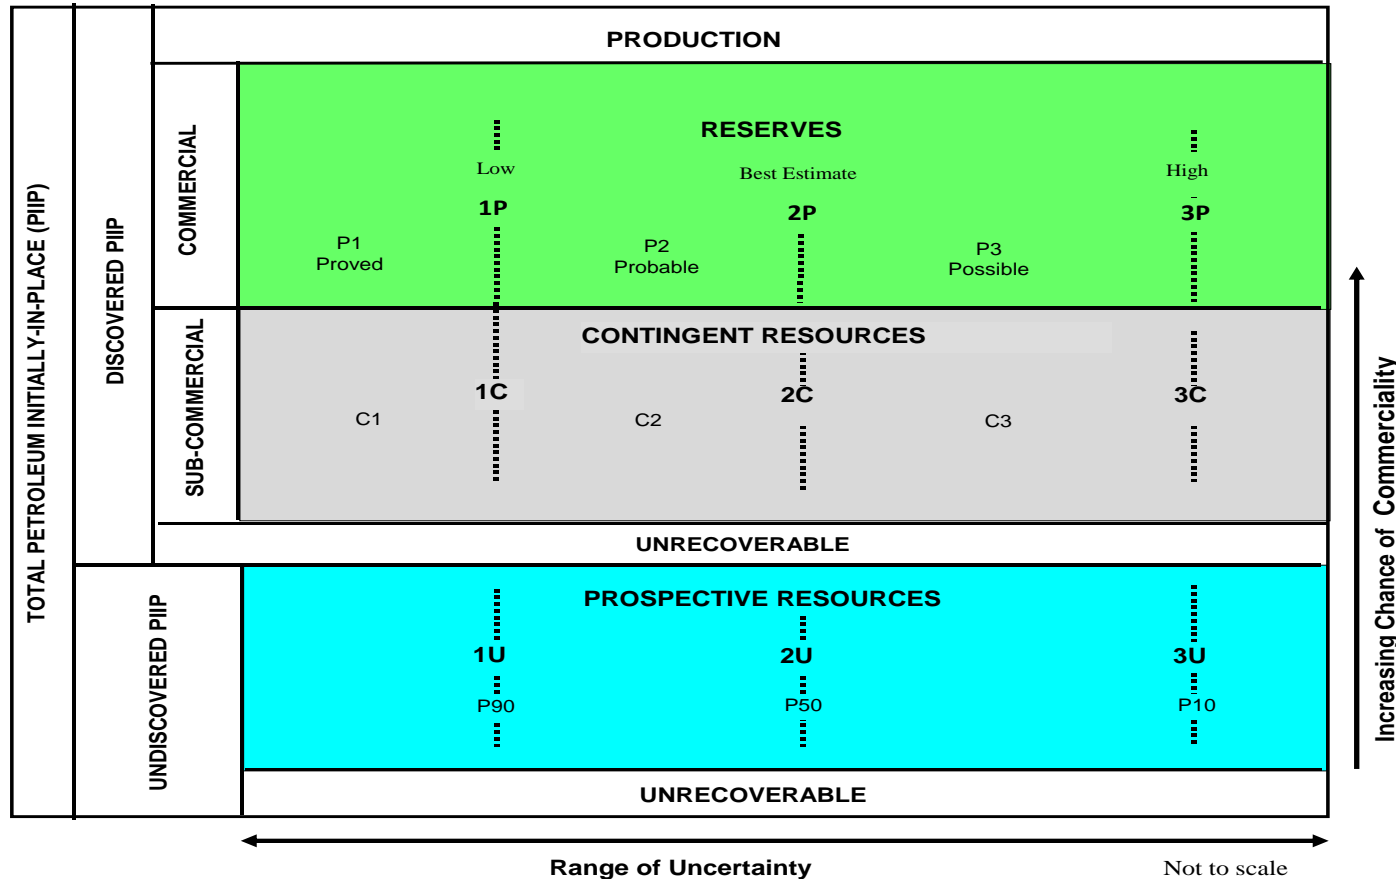 TOTAL PETROLEUM INITIALLY-IN-PLACE (PIIP)
DISCOVERED PIIP
UNDISCOVERED PIIP
COMMERCIAL
SUB-COMMERCIAL
PRODUCTION
RESERVES
Low
Best Estimate
High
1P
2P
3P
P1
Proved
P2
Probable
P3
Possible
CONTINGENT RESOURCES
1C
2C
3C
C1
C2
C3
UNRECOVERABLE
PROSPECTIVE RESOURCES
1U
2U
3U
P90
P50
P10
UNRECOVERABLE
Increasing Chance of Commerciality
Range of Uncertainty
Not to scale